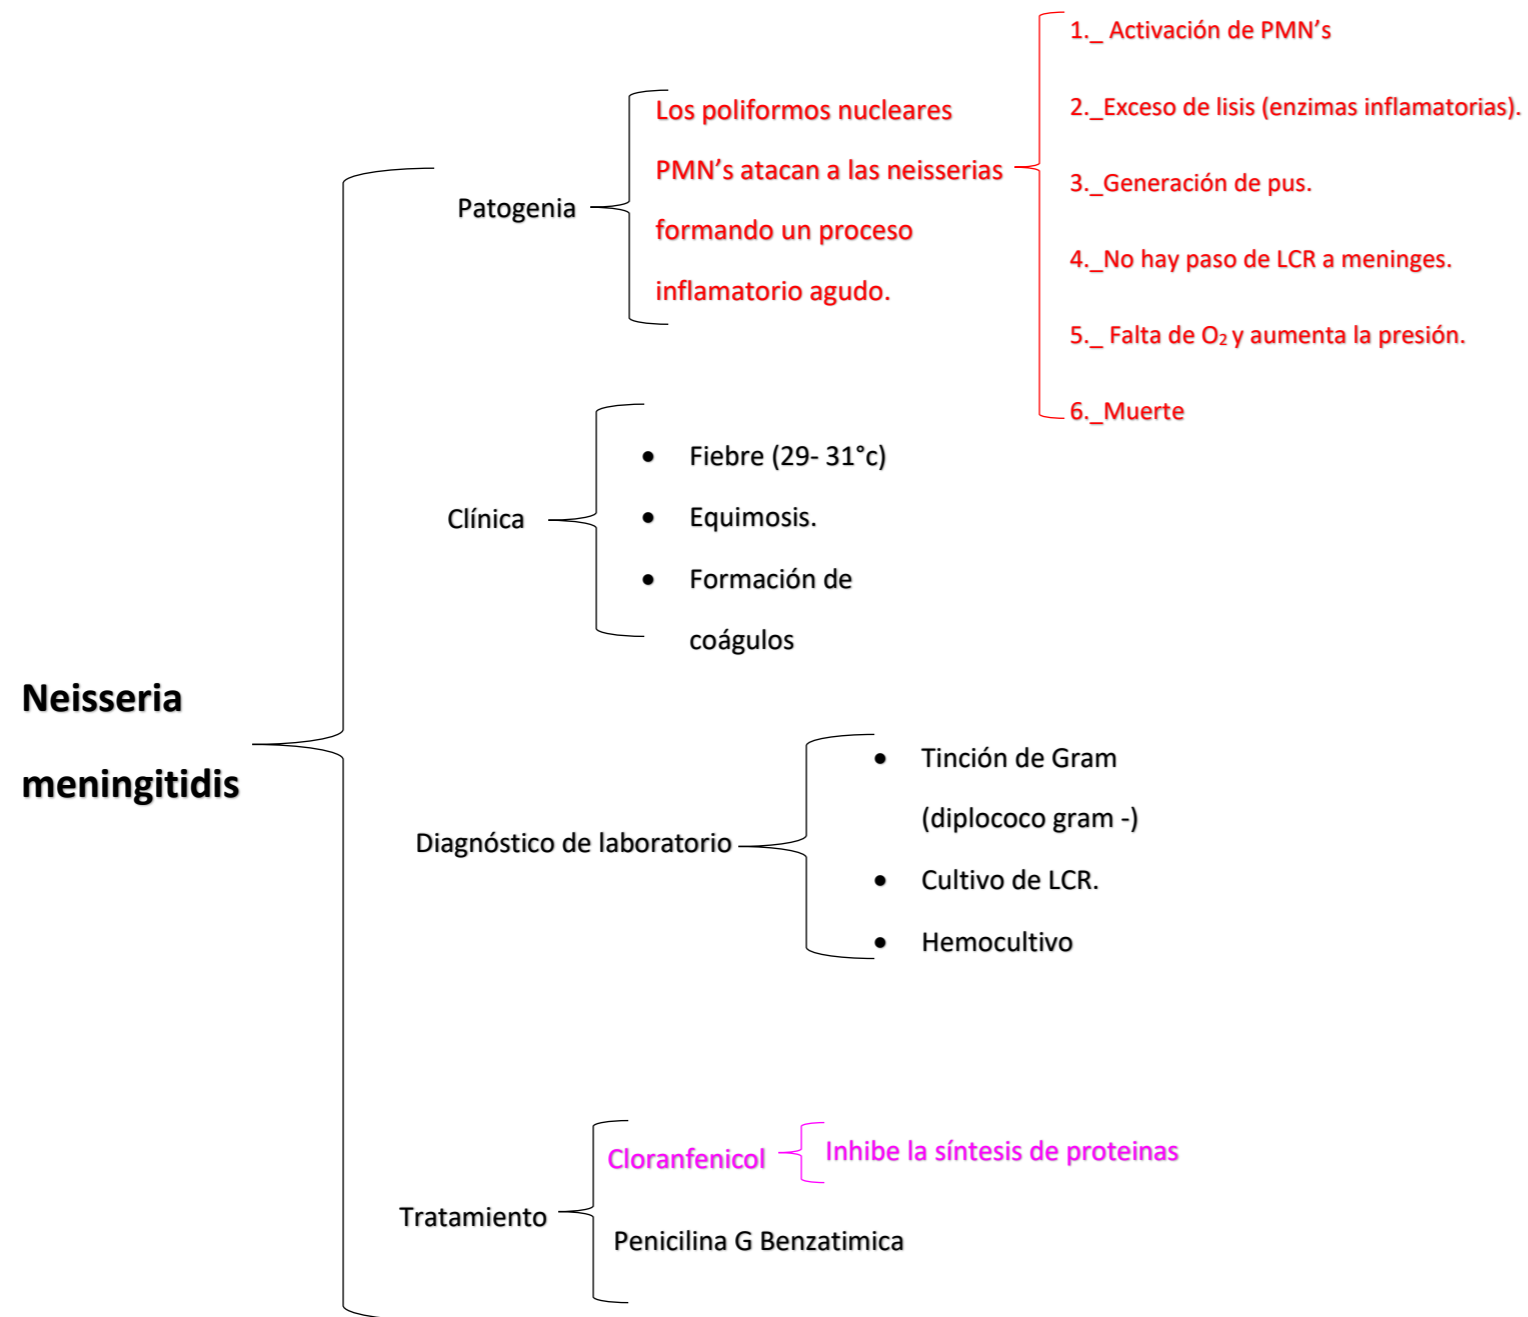 Neisseria
meningitidis
Patogenia
Los poliformos nucleares
PMN’s atacan a las neisserias
formando un proceso
inflamatorio agudo.
1._ Activación de PMN’s
2._Exceso de lisis (enzimas inflamatorias).
3._Generación de pus.
4._No hay paso de LCR a meninges.
5._ Falta de O₂ y aumenta la presión.
6._Muerte
Clínica
• Fiebre (29- 31°c)
• Equimosis.
• Formación de
coágulos
Diagnóstico de laboratorio
• Tinción de Gram
(diplococo gram -)
• Cultivo de LCR.
• Hemocultivo
Tratamiento
Cloranfenicol
Inhibe la síntesis de proteinas
Penicilina G Benzatimica